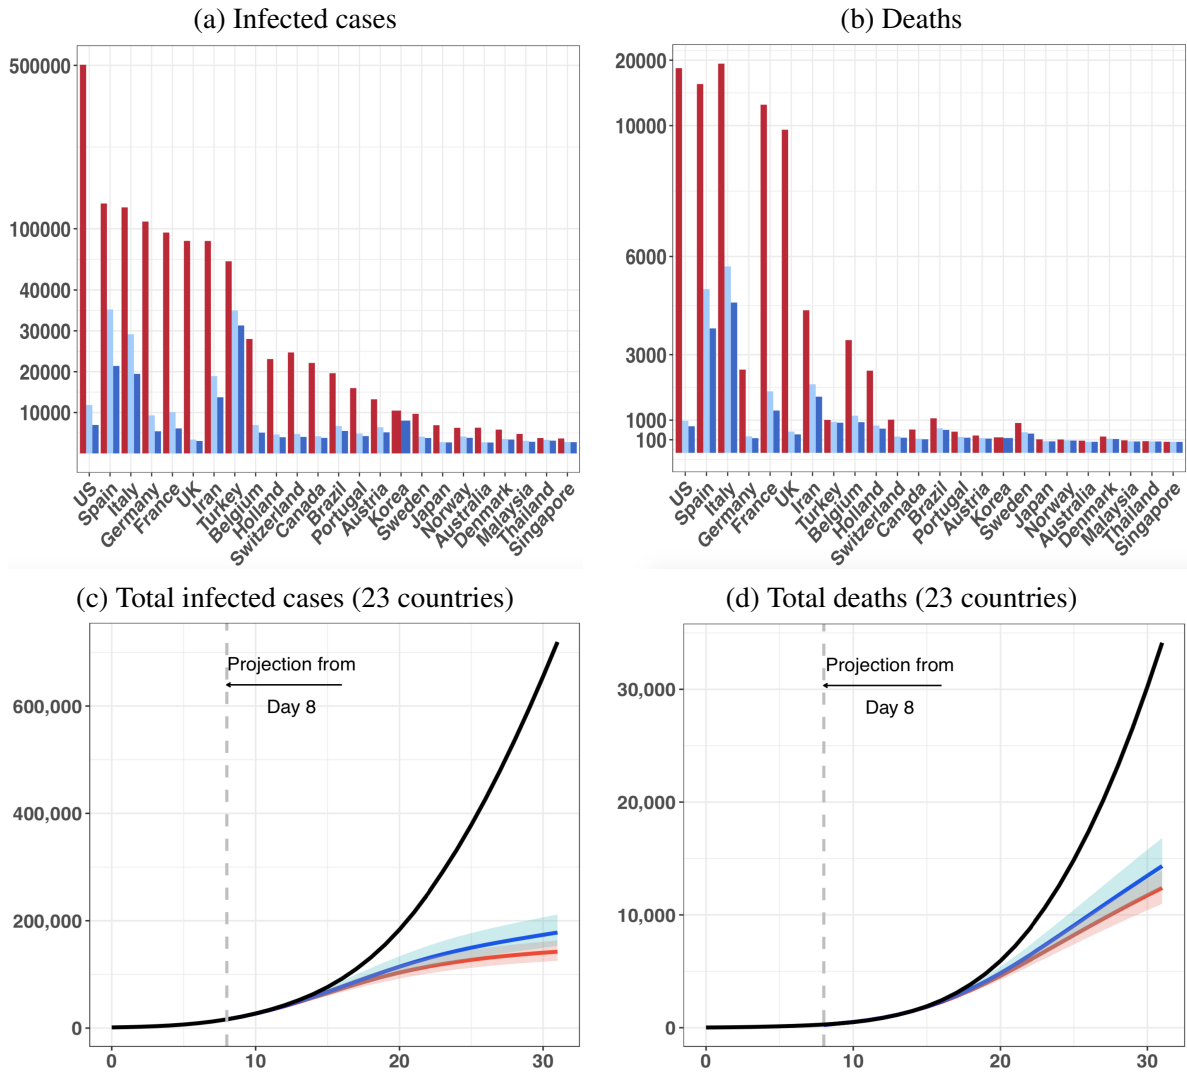 (a) Infected cases
500000
100000
40000
30000
20000
10000
US
Spain
Italy
Germany
France
UK
Iran
Turkey
Belgium
Holland
Switzerland
Canada
Brazil
Portugal
Austria
Korea
Sweden
Japan
Norway
Australia
Denmark
Malaysia
Thailand
Singapore
(b) Deaths
20000
10000
6000
3000
1000
100
US
Spain
Italy
Germany
France
UK
Iran
Turkey
Belgium
Holland
Switzerland
Canada
Brazil
Portugal
Austria
Korea
Sweden
Japan
Norway
Australia
Denmark
Malaysia
Thailand
Singapore
(c) Total infected cases (23 countries)
Projection from
Day 8
600,000
400,000
200,000
0
0 10 20 30
(d) Total deaths (23 countries)
Projection from
Day 8
30,000
20,000
10,000
0
0 10 20 30